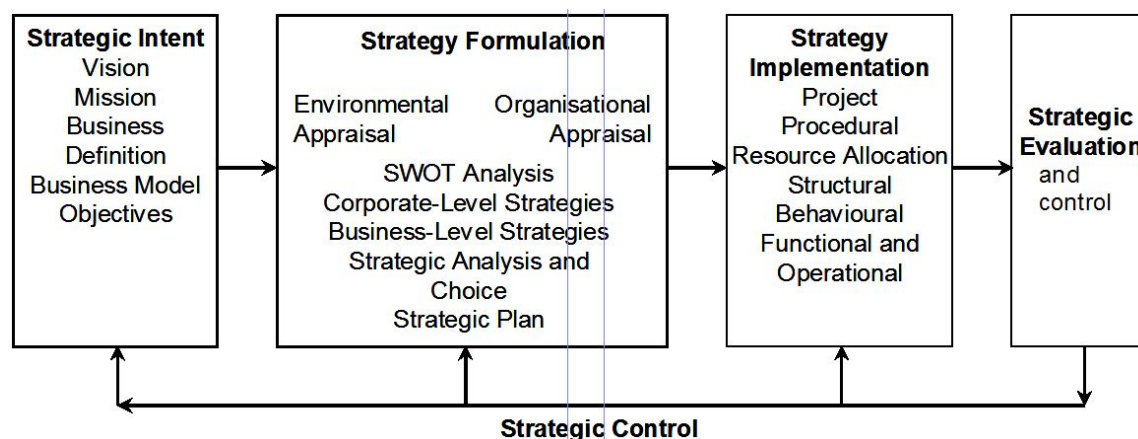 Strategic Intent
Vision
Mission
Business
Definition
Business Model
Objectives
Strategy Formulation
Environmental
Appraisal
Organisational
Appraisal
SWOT Analysis
Corporate-Level Strategies
Business-Level Strategies
Strategic Analysis and
Choice
Strategic Plan
Strategy
Implementation
Project
Procedural
Resource Allocation
Structural
Behavioural
Functional and
Operational
Strategic
Evaluation
and
control
Strategic Control